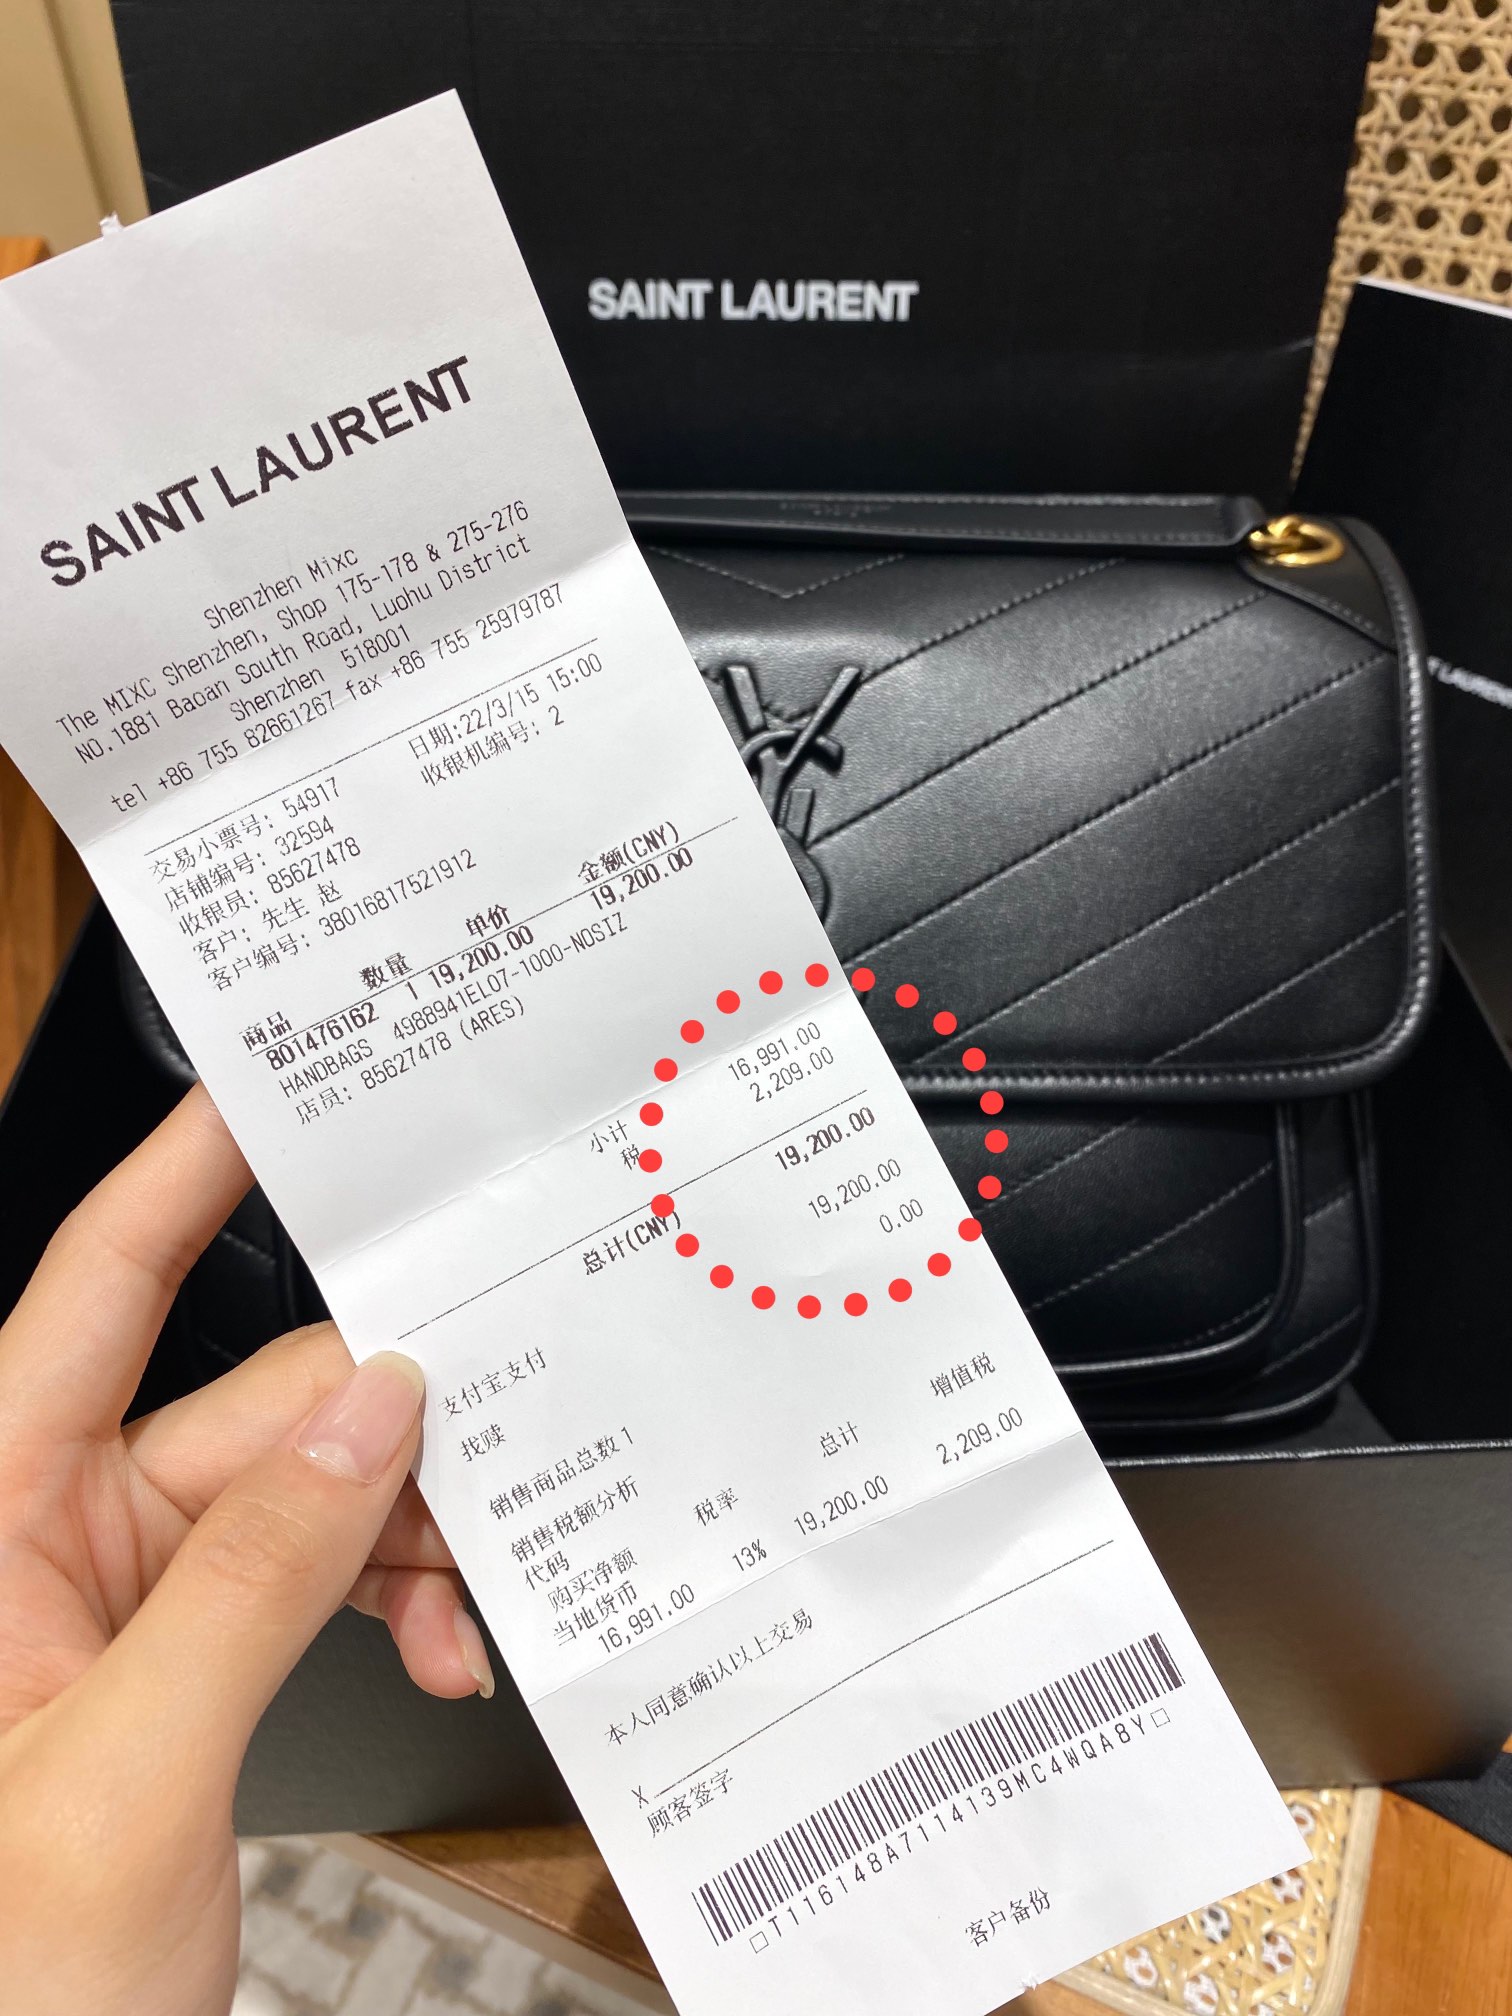 SAINT LAURENT
SAINT LAURENT
Shenzhen Mixc
The MIXC Shenzhen, Shop 175-178 & 275-276
NO.1881 Baoan South Road, Luohu District
Shenzhen 518001
tel +86 755 82661267 fax +86 755 25979787
交易小票号: 54917 日期:22/3/15 15:00
店铺编号: 32594 收银机编号: 2
收银员: 85627478
客户: 先生 赵
客户编号: 38016817521912
商品 数量 单价 金额(CNY)
801476162 1 19,200.00 19,200.00
HANDBAGS 4988941EL07-1000-NOSIZ
店员: 85627478 (ARES)
小计 16,991.00
税 2,209.00
总计(CNY) 19,200.00
支付宝支付 19,200.00
找赎 0.00
销售商品总数 1
销售税额分析
代码 税率 总计 增值税
购买净额 13% 19,200.00 2,209.00
当地货币
16,991.00
本人同意确认以上交易
X
顾客签字
T116148A7114139MC4WQA8Y
客户备份